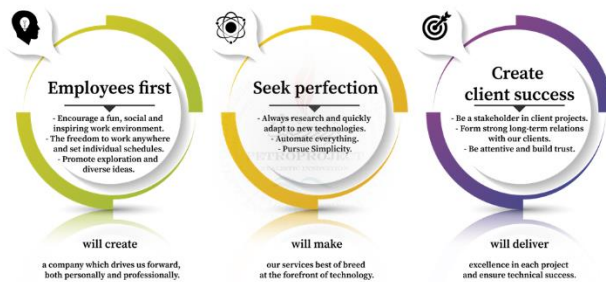 Employees first
- Encourage a fun, social and
inspiring work environment.
- The freedom to work anywhere
and set individual schedules.
- Promote exploration and
diverse ideas.
will create
a company which drives us forward,
both personally and professionally.
Seek perfection
- Always research and quickly
adapt to new technologies.
- Automate everything.
- Pursue Simplicity.
will make
our services best of breed
at the forefront of technology.
Create
client success
- Be a stakeholder in client projects.
- Form strong long-term relations
with our clients.
- Be attentive and build trust.
will deliver
excellence in each project
and ensure technical success.